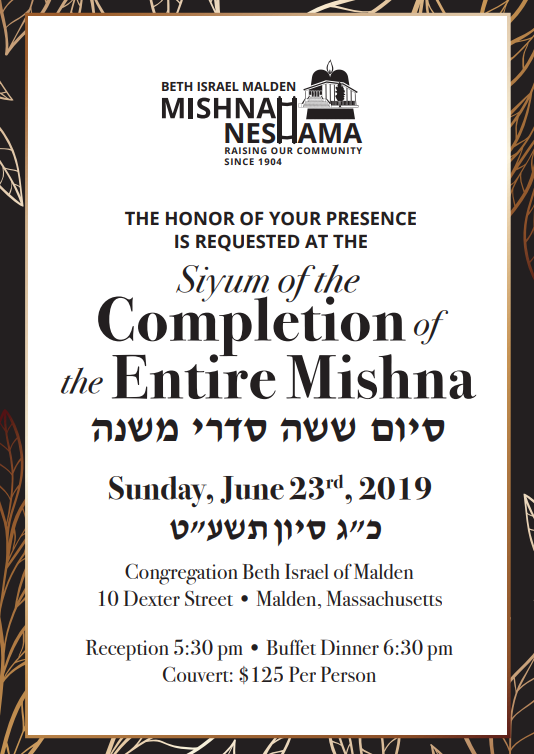 BETH ISRAEL MALDEN
MISHNAH
NESHAMA
RAISING OUR COMMUNITY
SINCE 1904
THE HONOR OF YOUR PRESENCE
IS REQUESTED AT THE
Siyum of the
Completion of
the Entire Mishna
סיום ששה סדרי משנה
Sunday, June 23rd, 2019
כ״ג סיון תשע״ט
Congregation Beth Israel of Malden
10 Dexter Street • Malden, Massachusetts
Reception 5:30 pm • Buffet Dinner 6:30 pm
Couvert: $125 Per Person